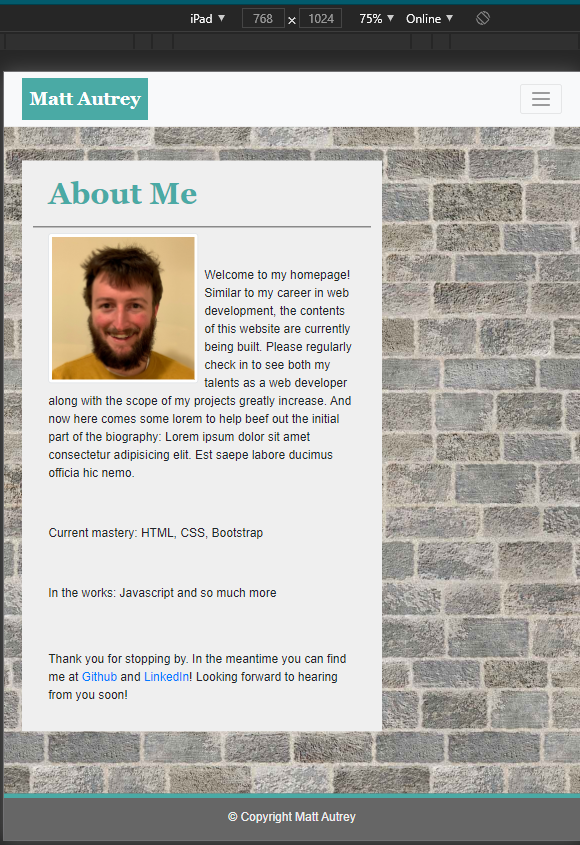 iPad ▼ 768 × 1024 75% ▼ Online ▼
Matt Autrey
About Me
Welcome to my homepage!
Similar to my career in web
development, the contents
of this website are currently
being built. Please regularly
check in to see both my
talents as a web developer
along with the scope of my projects greatly increase. And
now here comes some lorem to help beef out the initial
part of the biography: Lorem ipsum dolor sit amet
consectetur adipisicing elit. Est saepe labore ducimus
officia hic nemo.
Current mastery: HTML, CSS, Bootstrap
In the works: Javascript and so much more
Thank you for stopping by. In the meantime you can find
me at Github and LinkedIn! Looking forward to hearing
from you soon!
© Copyright Matt Autrey